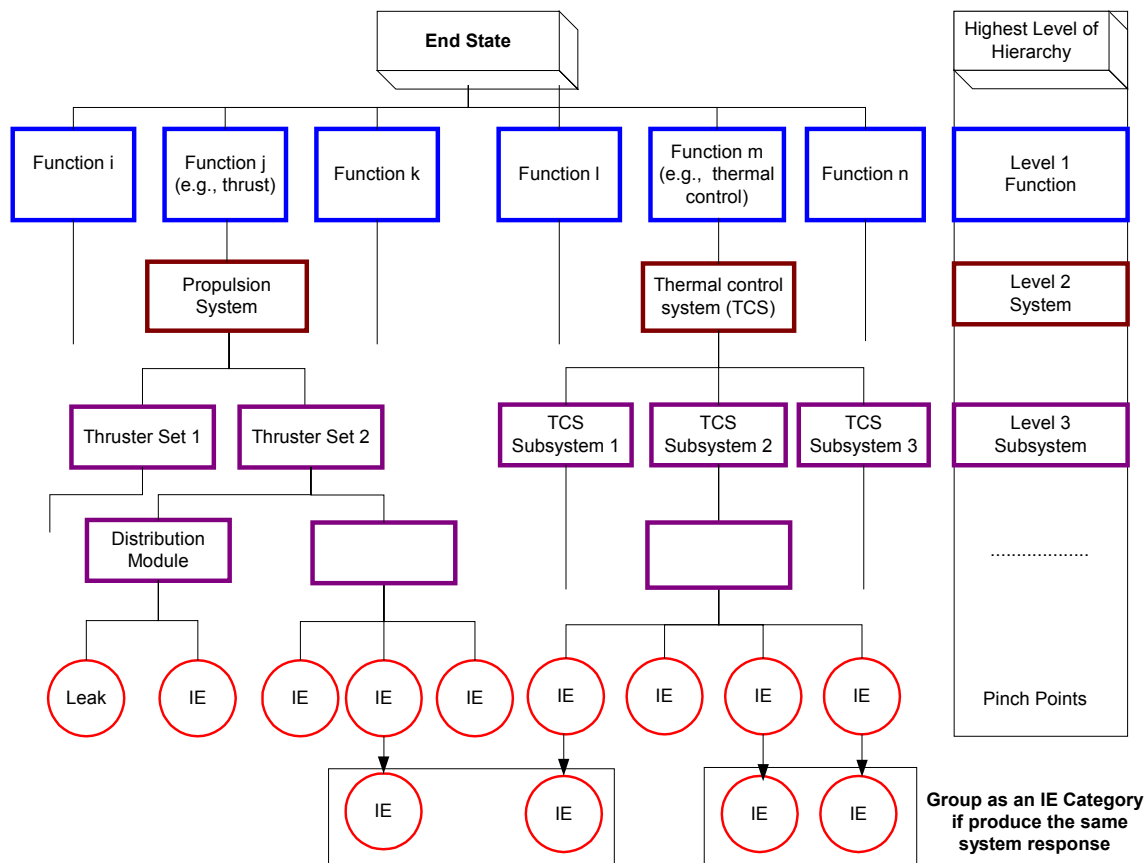 End State
Highest Level of
Hierarchy
Function i
Function j
(e.g., thrust)
Function k
Function l
Function m
(e.g., thermal
control)
Function n
Level 1
Function
Propulsion
System
Thermal control
system (TCS)
Level 2
System
Thruster Set 1
Thruster Set 2
TCS
Subsystem 1
TCS
Subsystem 2
TCS
Subsystem 3
Level 3
Subsystem
Distribution
Module
...................
Leak
IE
IE
IE
IE
IE
IE
IE
IE
Pinch Points
IE
IE
IE
IE
Group as an IE Category
if produce the same
system response